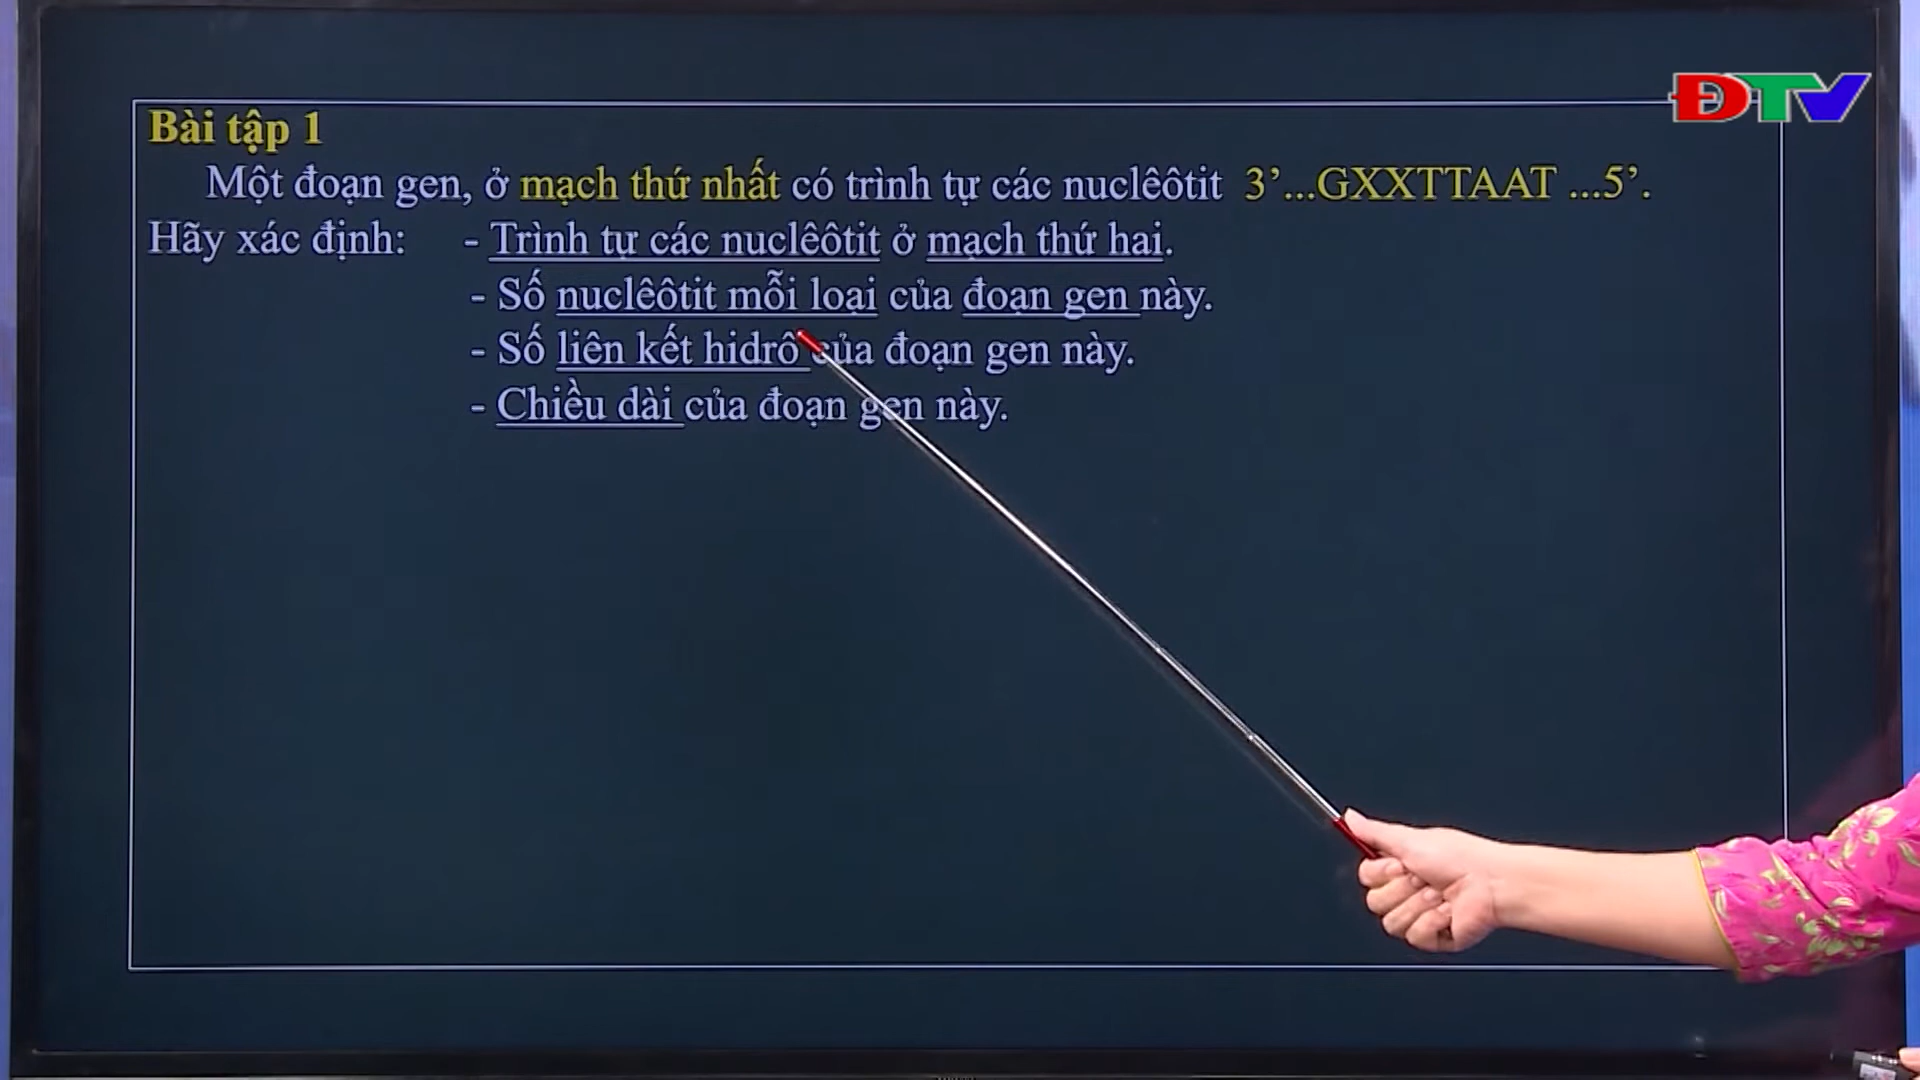 ĐTV
Bài tập 1
Một đoạn gen, ở mạch thứ nhất có trình tự các nuclêôtit 3’...GXXTTAAT ...5’.
Hãy xác định: - Trình tự các nuclêôtit ở mạch thứ hai.
- Số nuclêôtit mỗi loại của đoạn gen này.
- Số liên kết hidrô của đoạn gen này.
- Chiều dài của đoạn gen này.